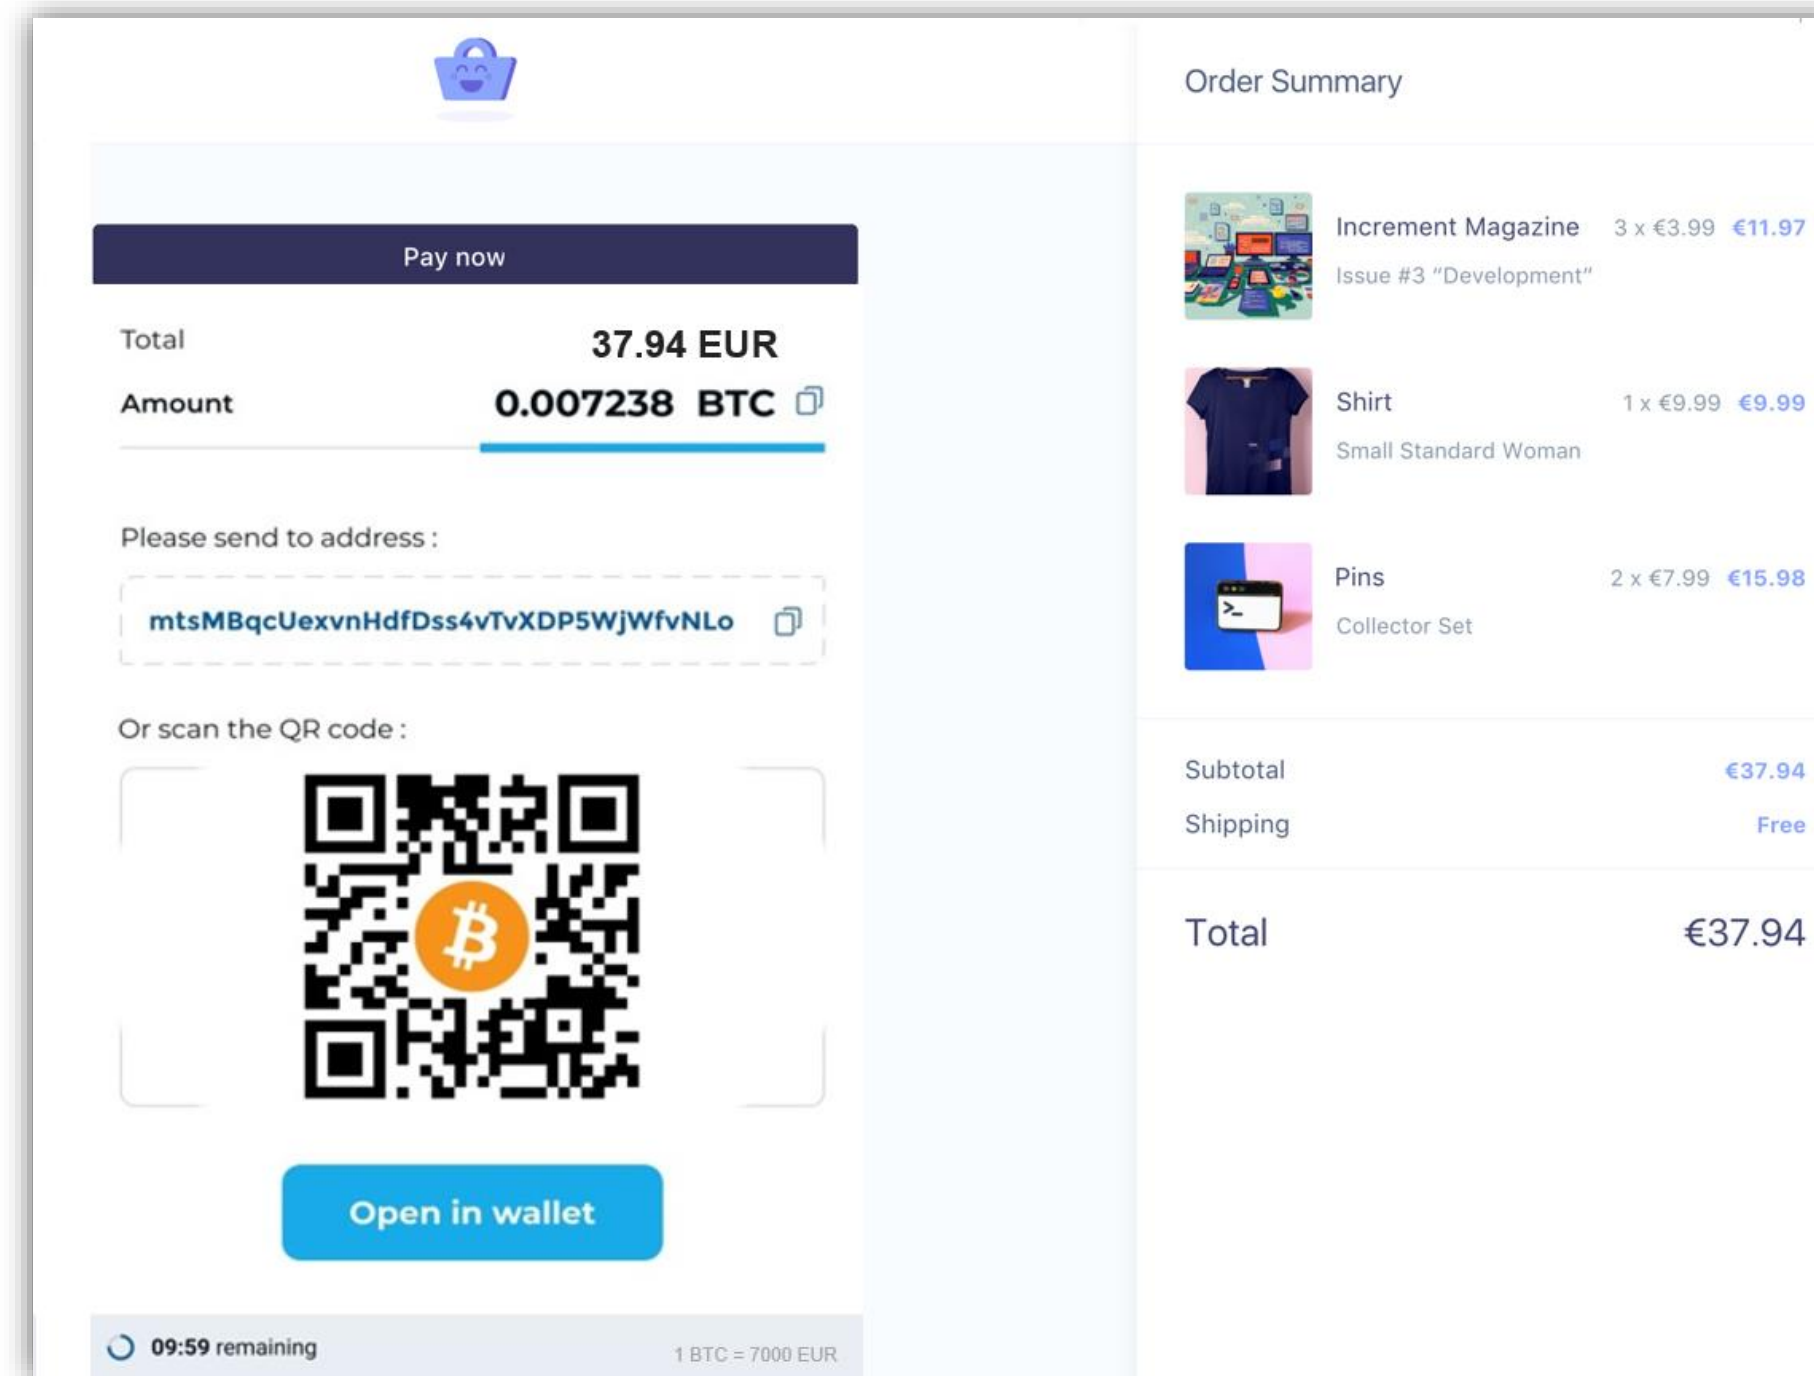 Pay now
Total 37.94 EUR
Amount 0.007238 BTC
Please send to address :
mtsMBqcUexvnHdfDss4vTvXDP5WjWfvNLo
Or scan the QR code :
Open in wallet
09:59 remaining 1 BTC = 7000 EUR
Order Summary
Increment Magazine 3 x €3.99 €11.97
Issue #3 “Development“
Shirt 1 x €9.99 €9.99
Small Standard Woman
Pins 2 x €7.99 €15.98
Collector Set
Subtotal €37.94
Shipping Free
Total €37.94